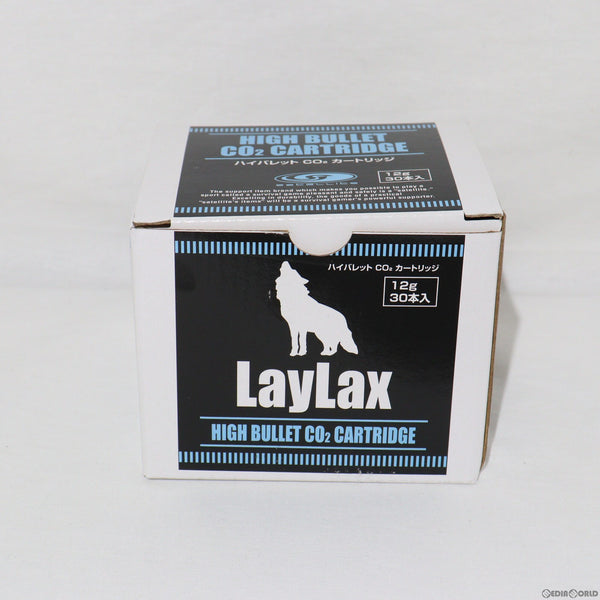 HIGH BULLET
CO₂ CARTRIDGE
ハイバレット CO₂ カートリッジ
12g
30本入
satellite
The support item brand which makes you possible to play a
sport called a survival game pleasant and safety is a "satellite."
Excelling in durability, the goods of a practical
"satellite's items" will be a survival gamer's powerful supporter.
ハイバレット CO₂ カートリッジ
12g
30本入
LayLax
HIGH BULLET CO₂ CARTRIDGE
©MEDIAWORLD